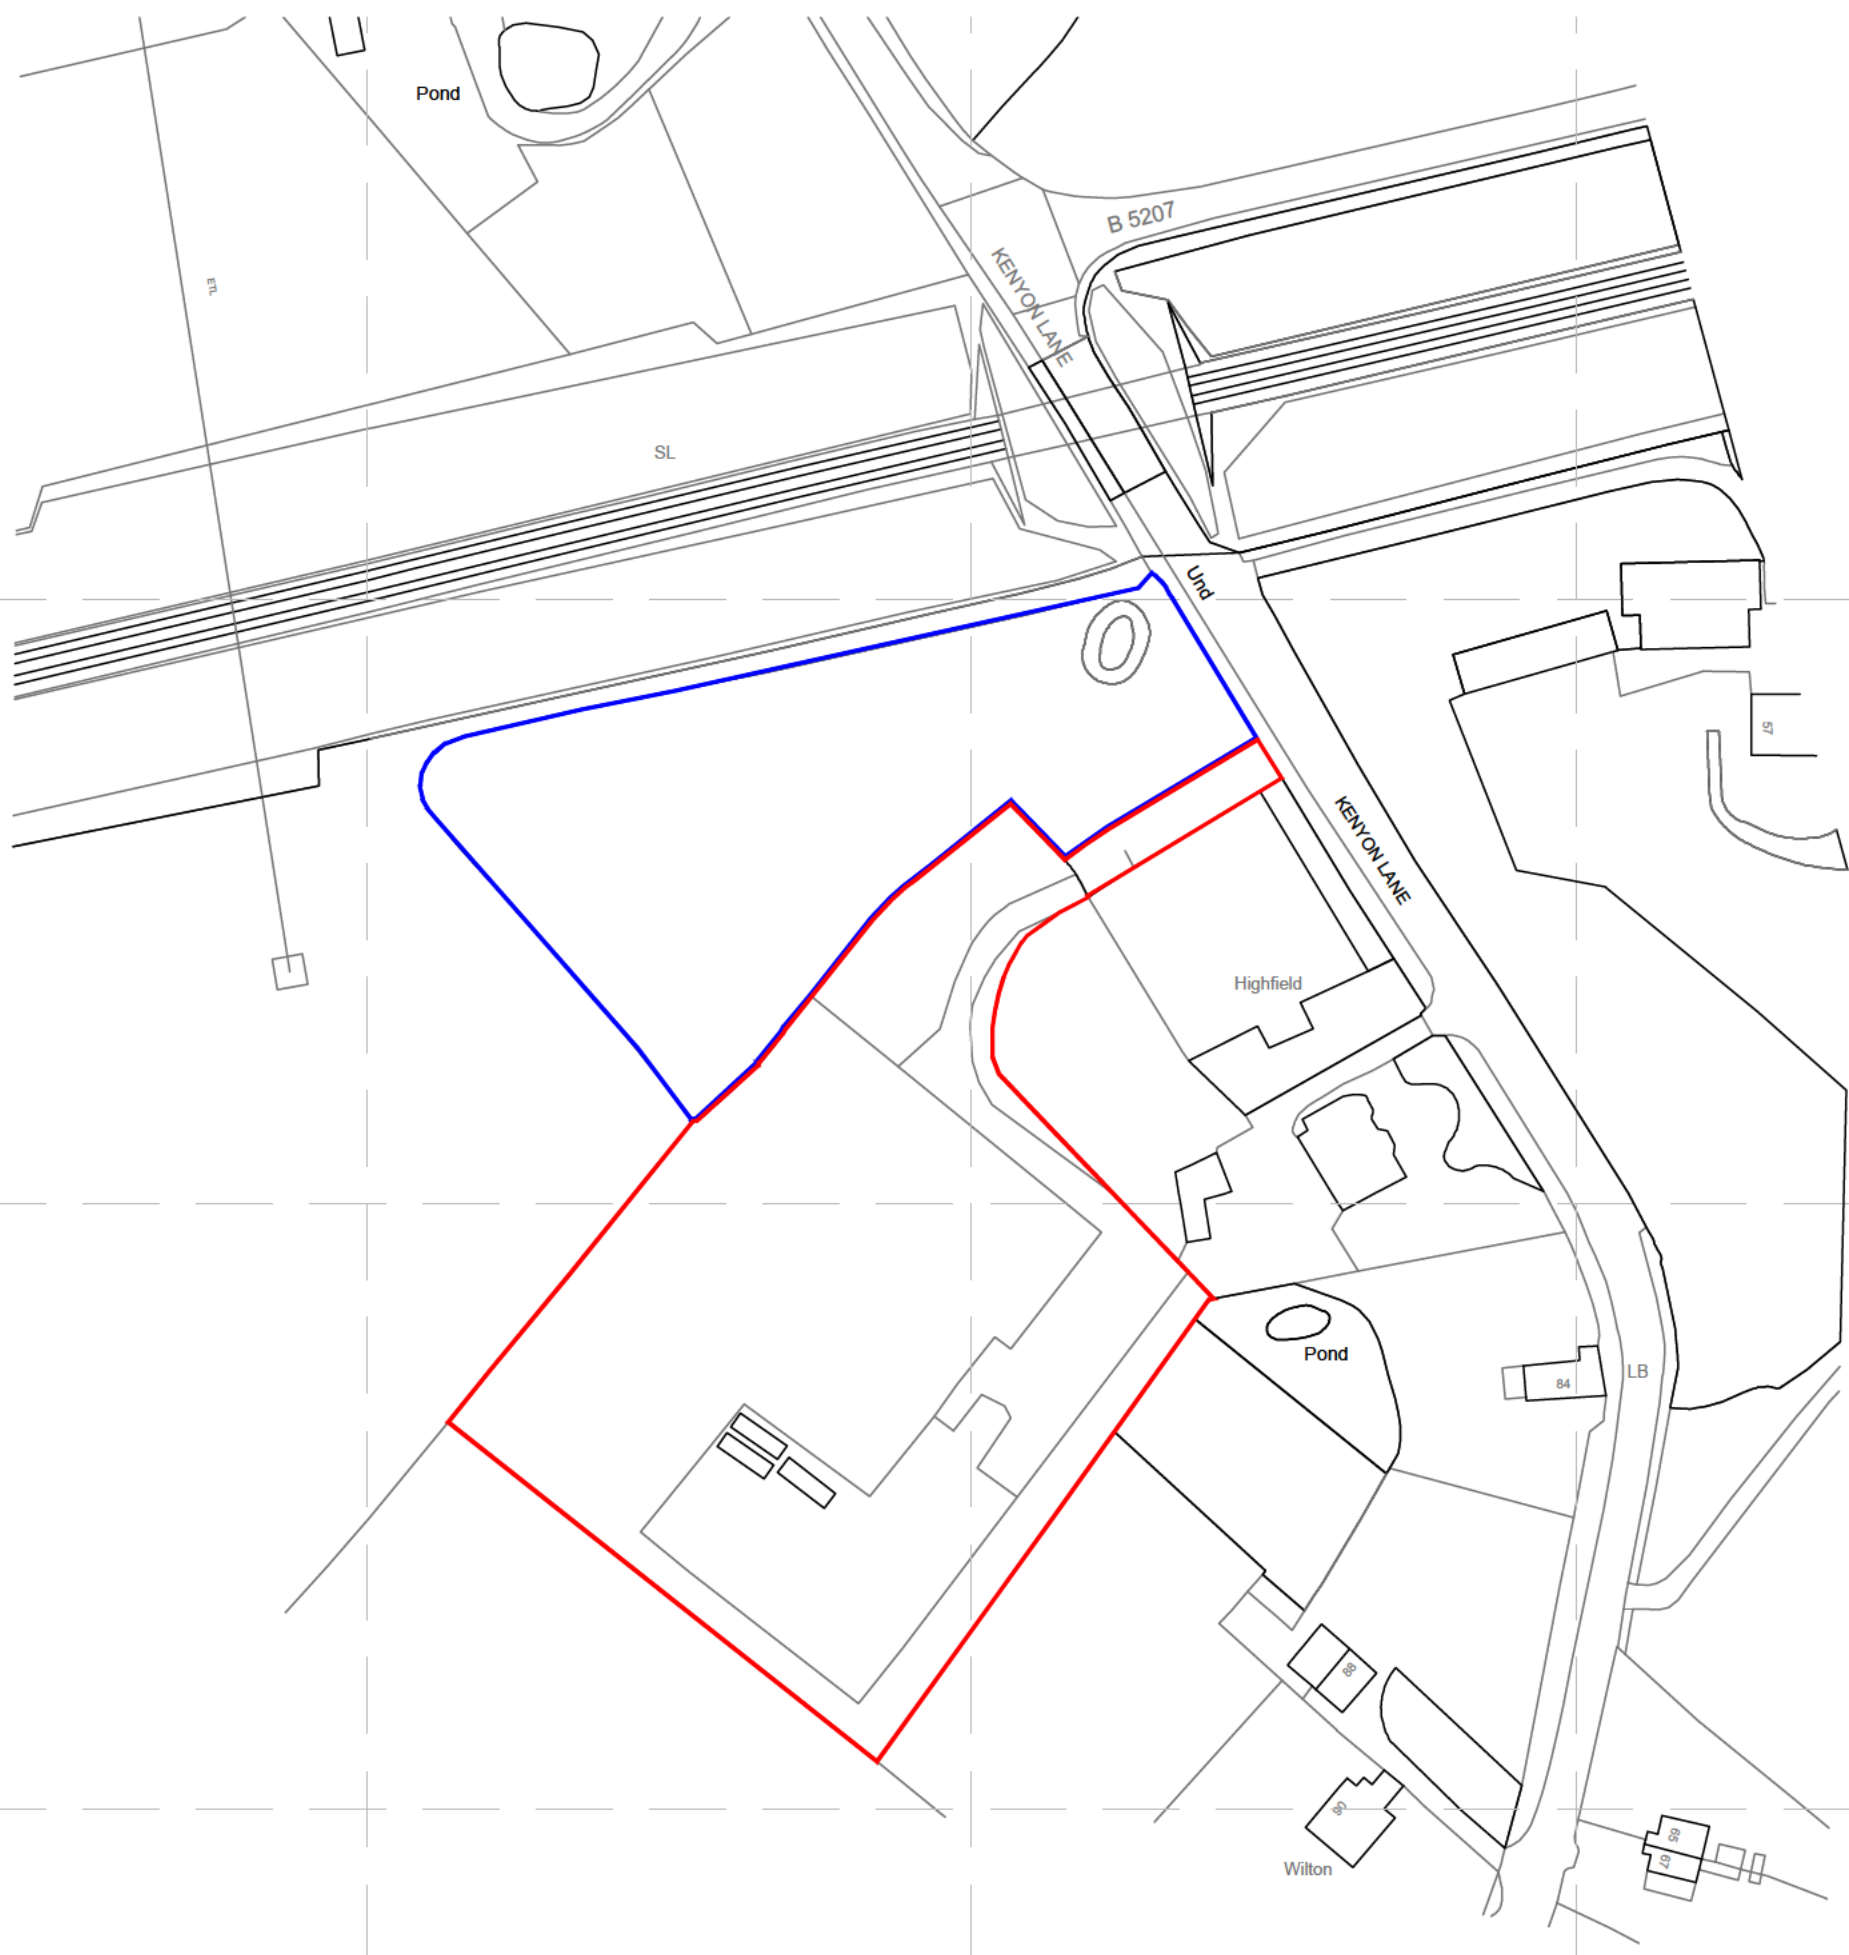 Pond
B 5207
KENYON LANE
ETL
SL
Und
57
KENYON LANE
Highfield
Pond
84
LB
88
90
Wilton
65
67